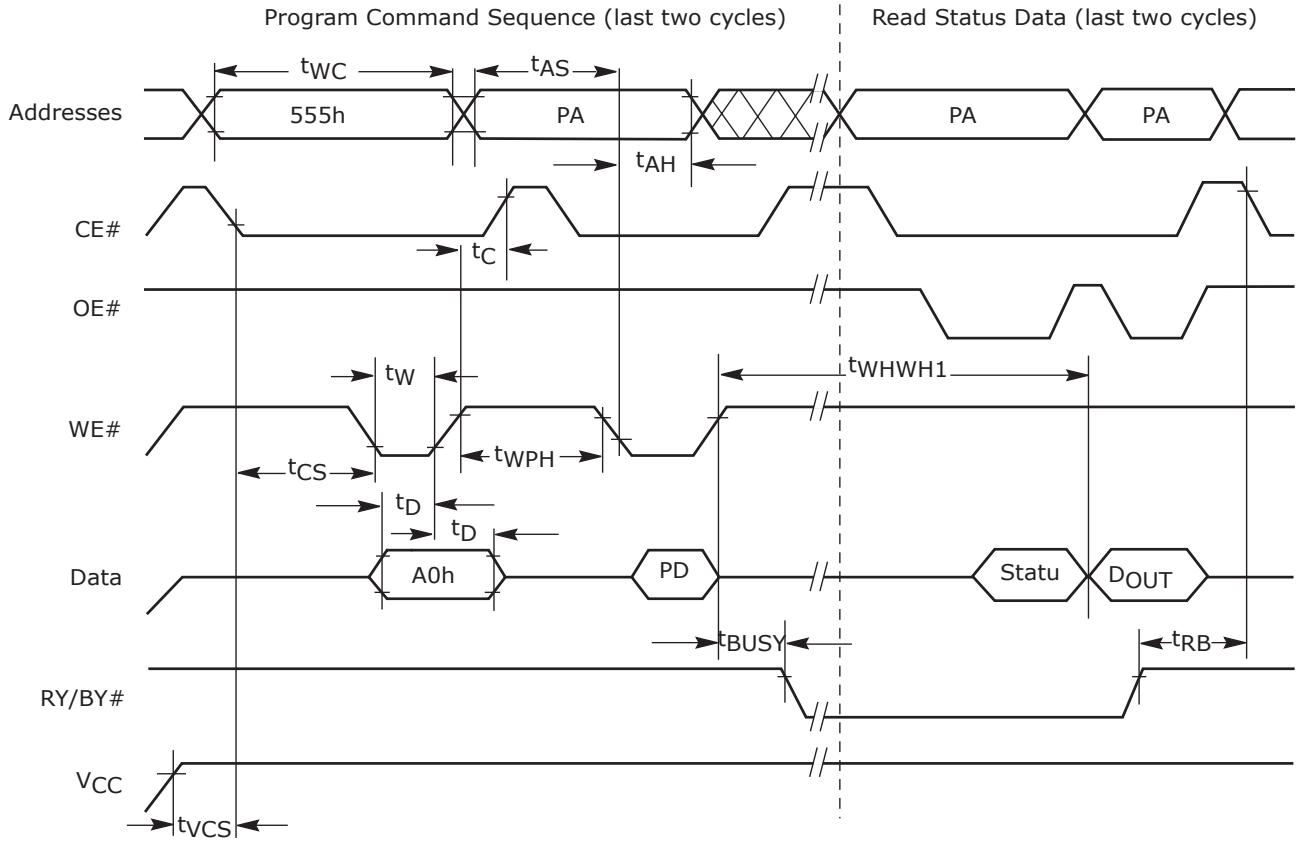 Program Command Sequence (last two cycles)
Read Status Data (last two cycles)
tWC
tAS
Addresses
555h
PA
PA
PA
tAH
CE#
tC
OE#
tW
tWHWH1
WE#
tCS
tWPH
tD
tD
Data
A0h
PD
Statu
DOUT
tBUSY
tRB
RY/BY#
VCC
tVCS